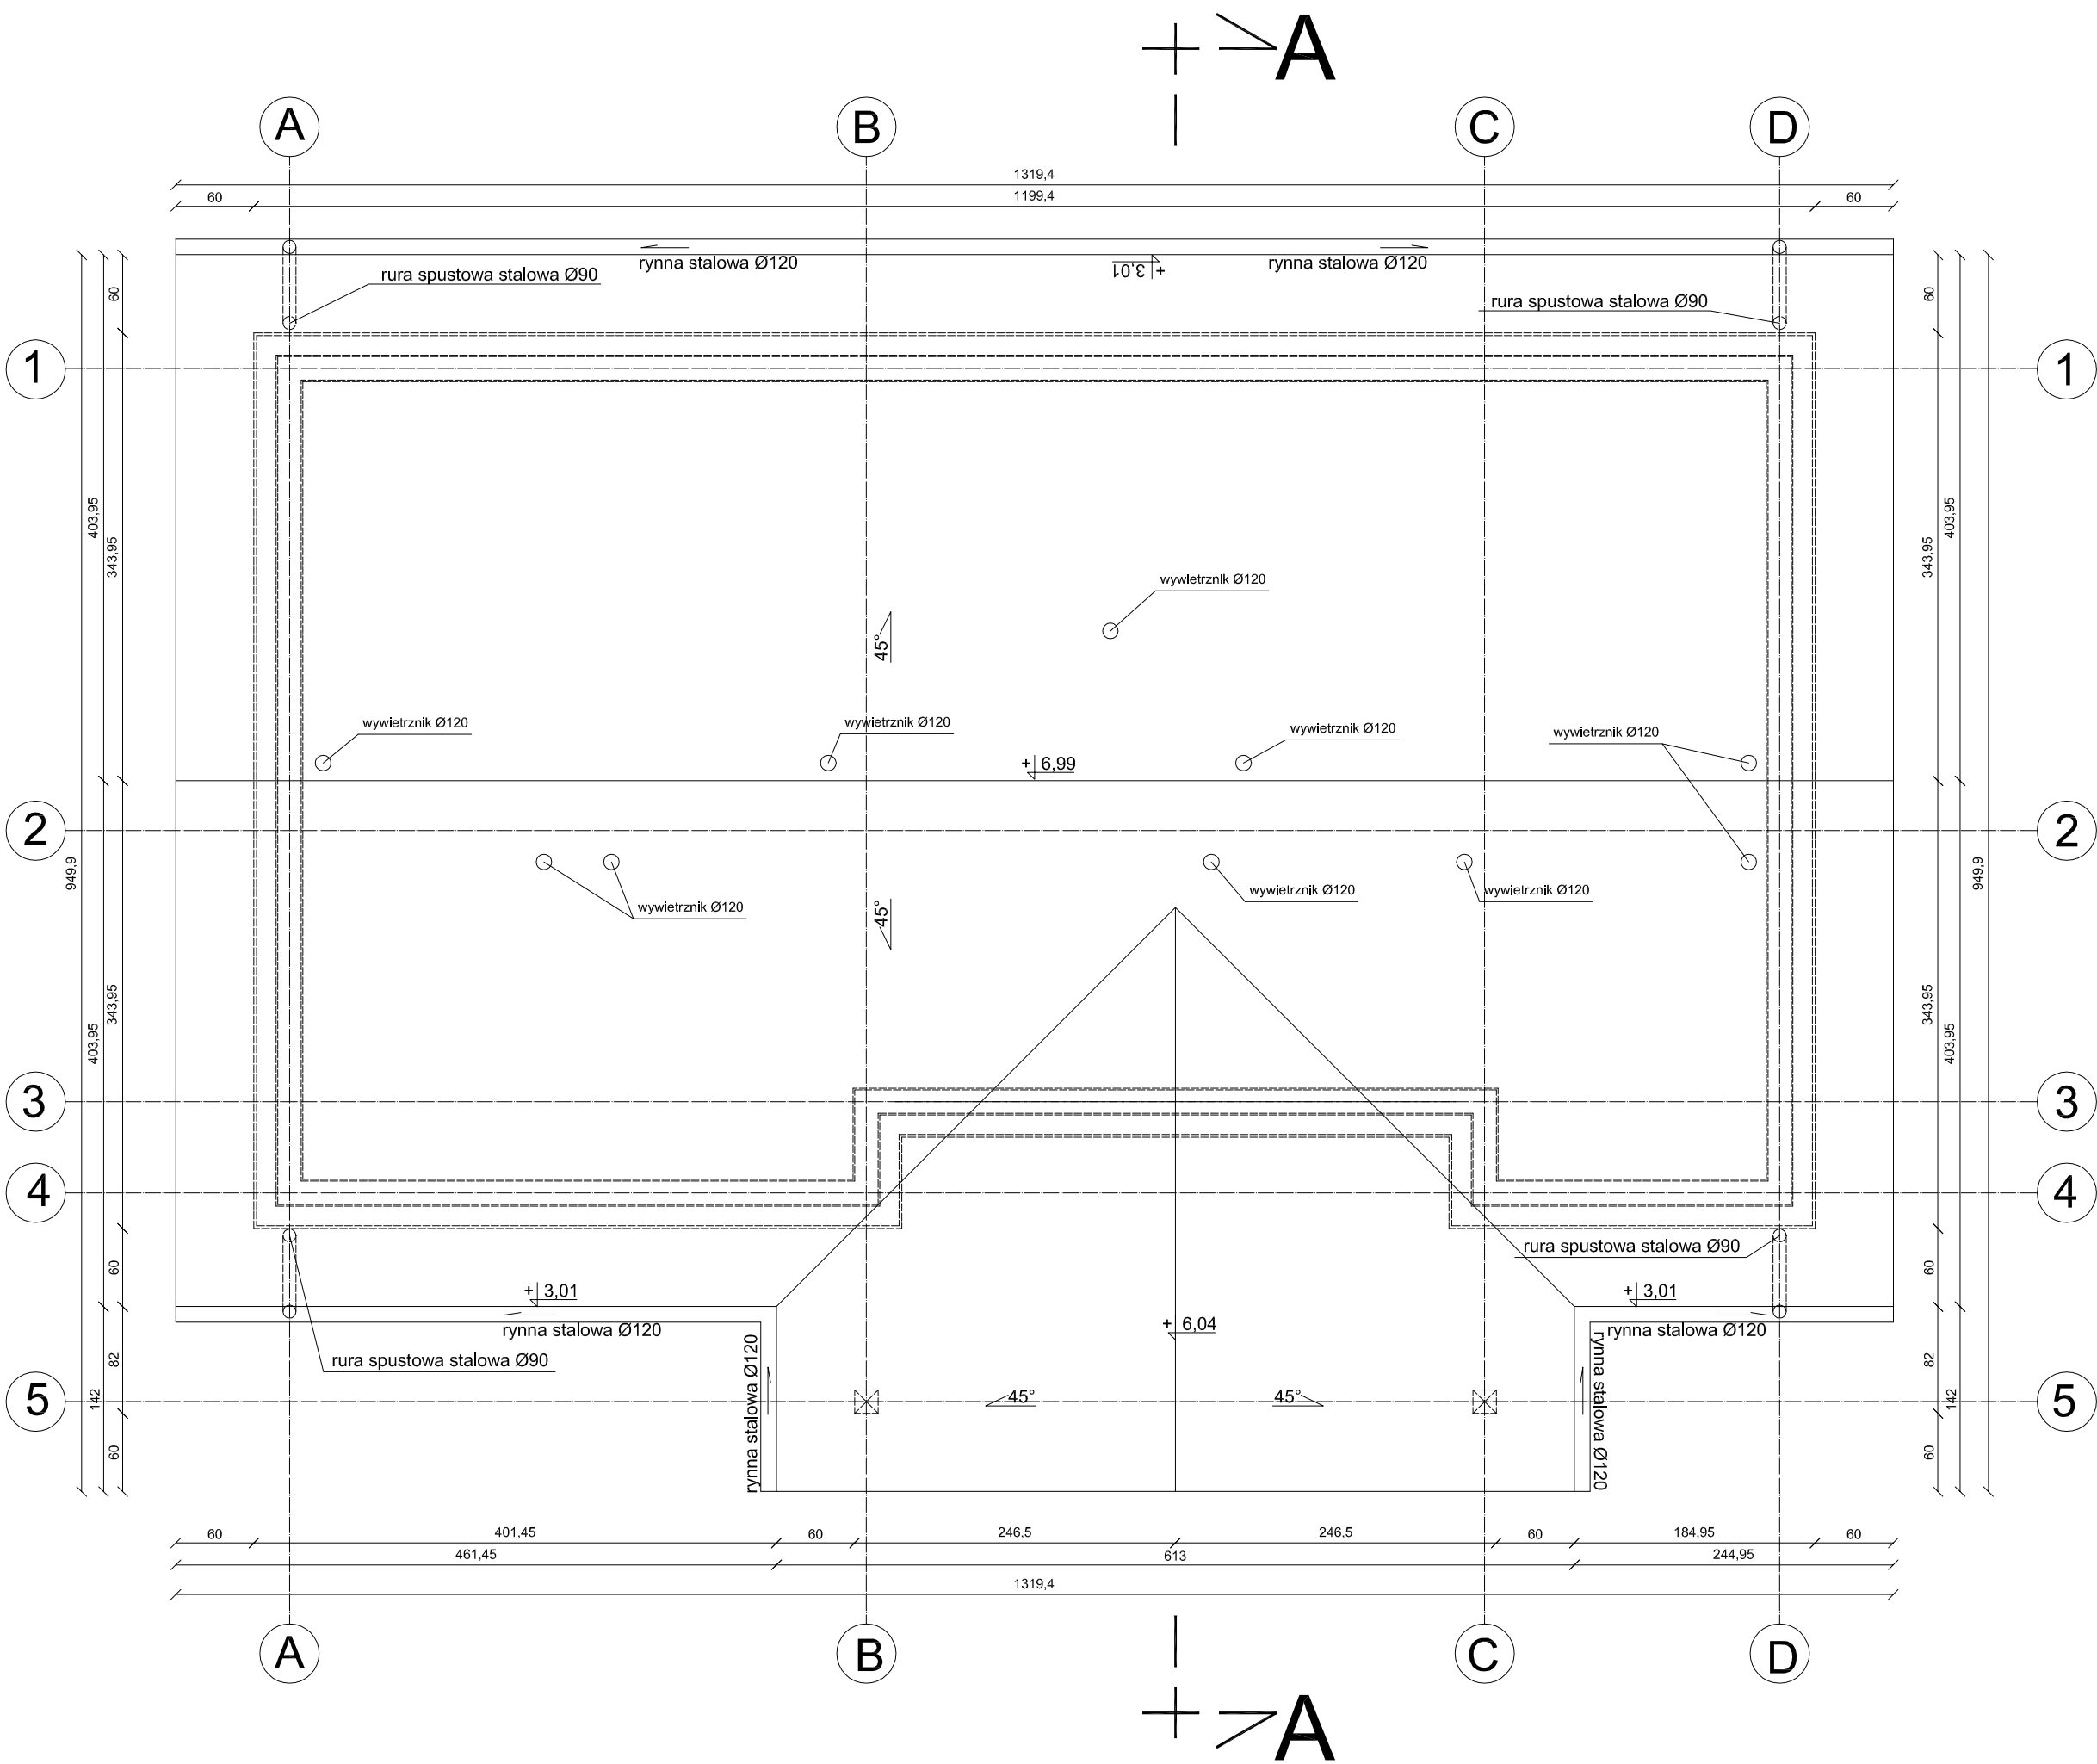 A
A
B
C
D
1319,4
60
1199,4
60
rynna stalowa Ø120
+ 3,01
rynna stalowa Ø120
rura spustowa stalowa Ø90
rura spustowa stalowa Ø90
60
60
1
1
403,95
343,95
343,95
403,95
wywietrznik Ø120
45°
wywietrznik Ø120
wywietrznik Ø120
wywietrznik Ø120
wywietrznik Ø120
+ 6,99
2
2
949,9
949,9
wywietrznik Ø120
wywietrznik Ø120
wywietrznik Ø120
45°
403,95
343,95
343,95
403,95
3
3
4
4
60
60
rura spustowa stalowa Ø90
+ 3,01
+ 3,01
rynna stalowa Ø120
+ 6,04
rynna stalowa Ø120
rura spustowa stalowa Ø90
rynna stalowa Ø120
rynna stalowa Ø120
82
142
82
142
5
45°
45°
5
60
60
60
401,45
60
246,5
246,5
60
184,95
60
461,45
613
244,95
1319,4
A
B
C
D
A